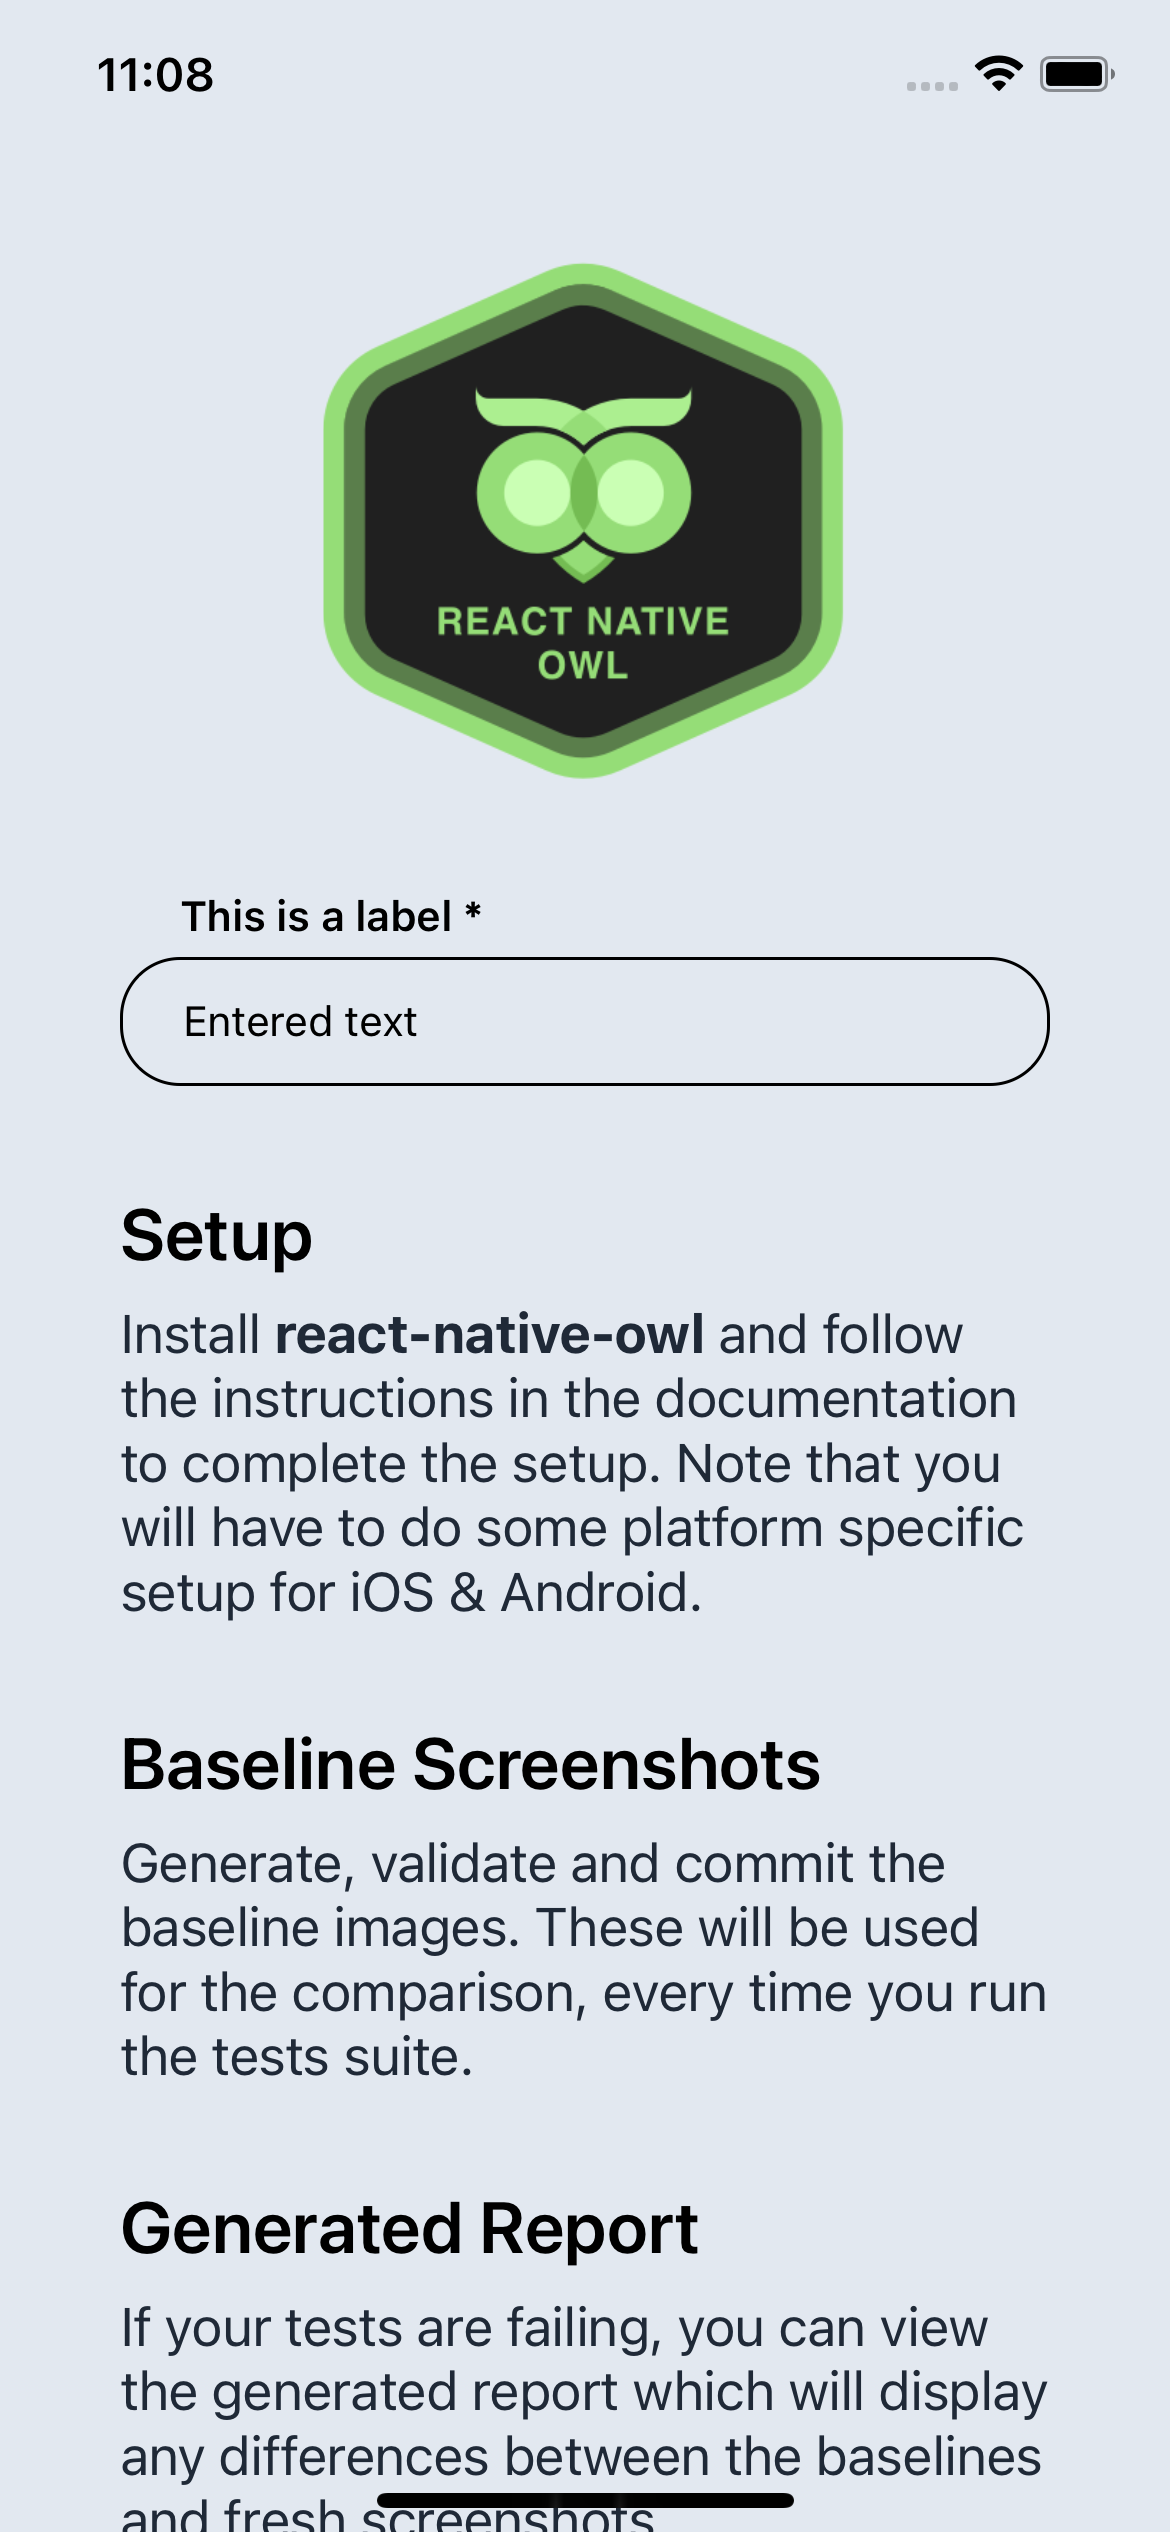 11:08
REACT NATIVE
OWL
This is a label *
Entered text
Setup
Install react-native-owl and follow
the instructions in the documentation
to complete the setup. Note that you
will have to do some platform specific
setup for iOS & Android.
Baseline Screenshots
Generate, validate and commit the
baseline images. These will be used
for the comparison, every time you run
the tests suite.
Generated Report
If your tests are failing, you can view
the generated report which will display
any differences between the baselines
and fresh screenshots